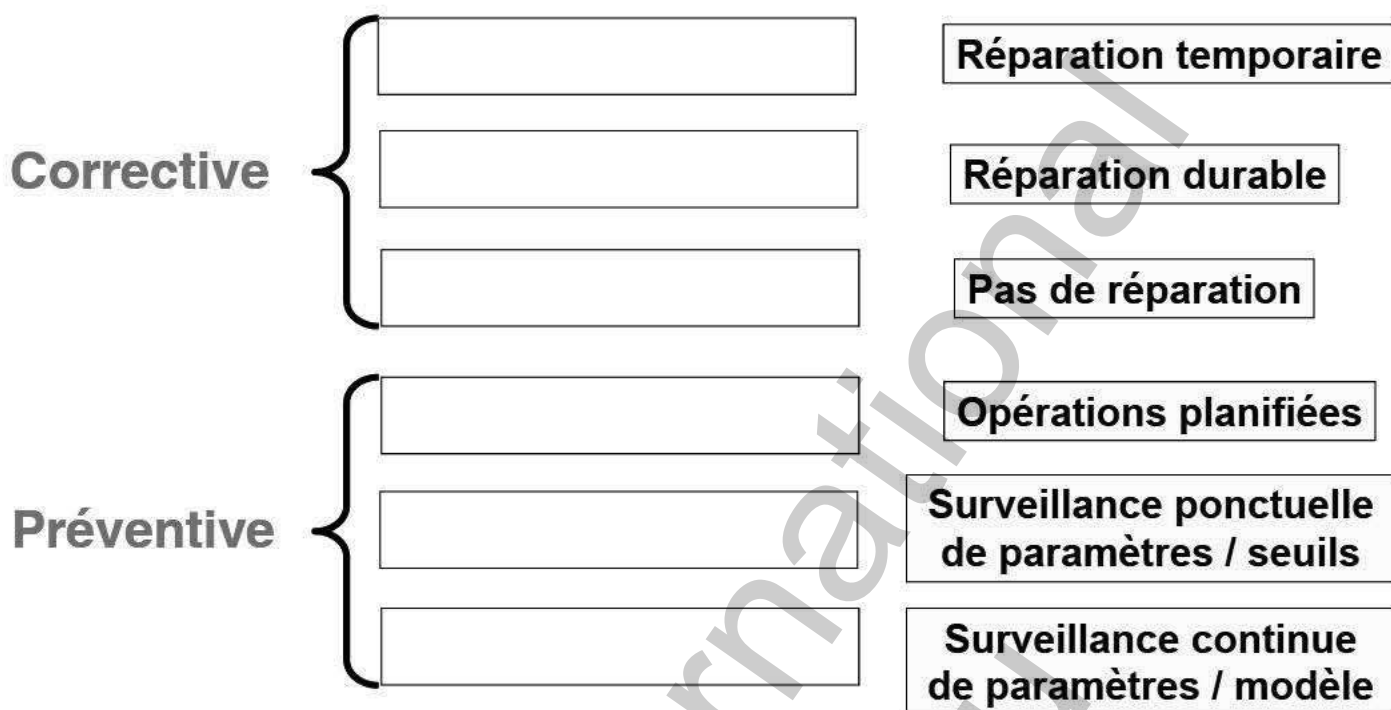 Réparation temporaire
Corrective
Réparation durable
Pas de réparation
Opérations planifiées
Préventive
Surveillance ponctuelle
de paramètres / seuils
Surveillance continue
de paramètres / modèle